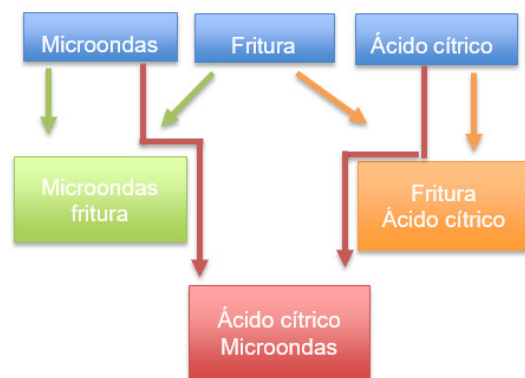 Microondas
Fritura
Ácido cítrico
Microondas
fritura
Fritura
Ácido cítrico
Ácido cítrico
Microondas